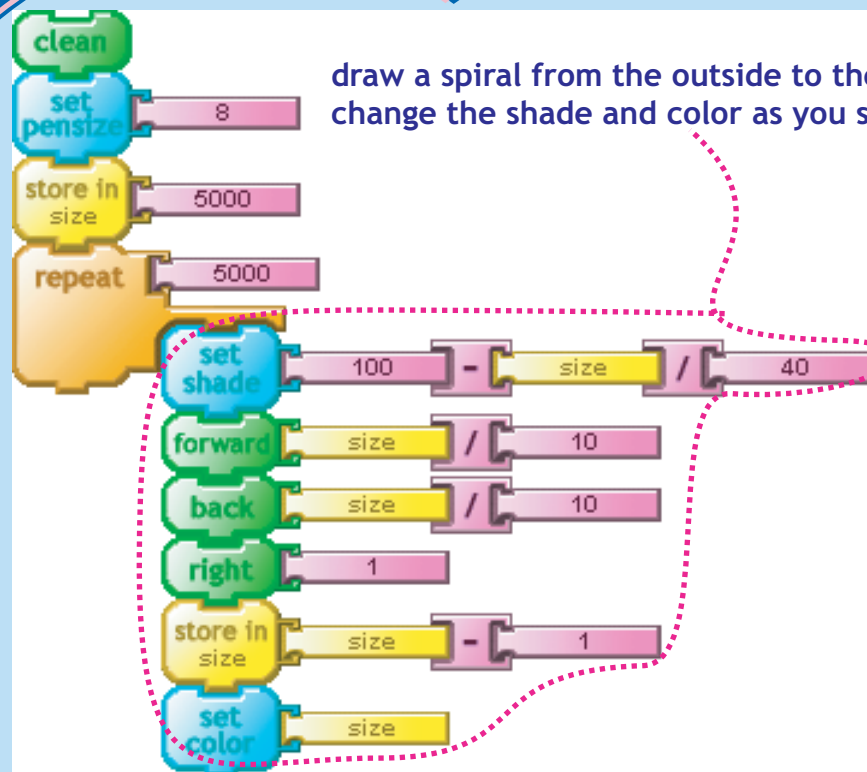 clean
draw a spiral from the outside to the
set
pensize 8
change the shade and color as you s
store in
size 5000
repeat 5000
set
shade 100 - size / 40
forward size / 10
back size / 10
right 1
store in
size size - 1
set
color size